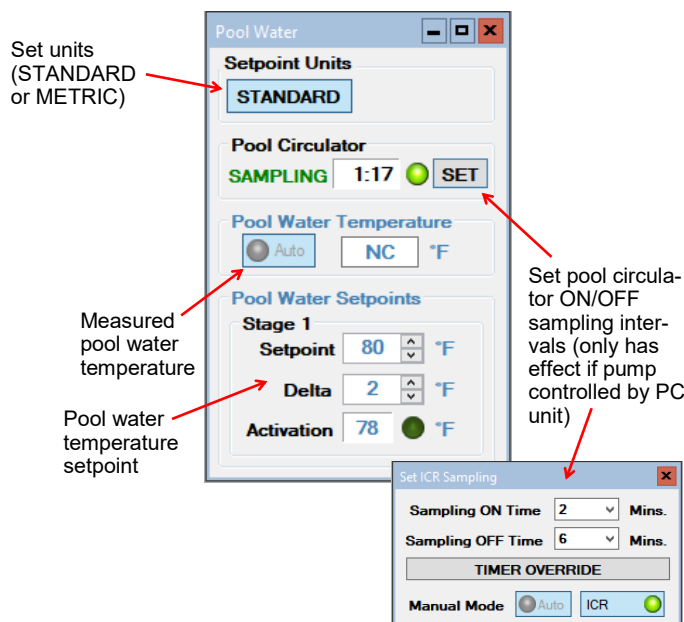 Set units
(STANDARD
or METRIC)
Pool Water
Setpoint Units
STANDARD
Pool Circulator
SAMPLING 1:17 SET
Pool Water Temperature
Auto NC °F
Pool Water Setpoints
Stage 1
Setpoint 80 °F
Delta 2 °F
Activation 78 °F
Measured
pool water
temperature
Pool water
temperature
setpoint
Set pool circula-
tor ON/OFF
sampling inter-
vals (only has
effect if pump
controlled by PC
unit)
Set ICR Sampling
Sampling ON Time 2 Mins.
Sampling OFF Time 6 Mins.
TIMER OVERRIDE
Manual Mode Auto ICR